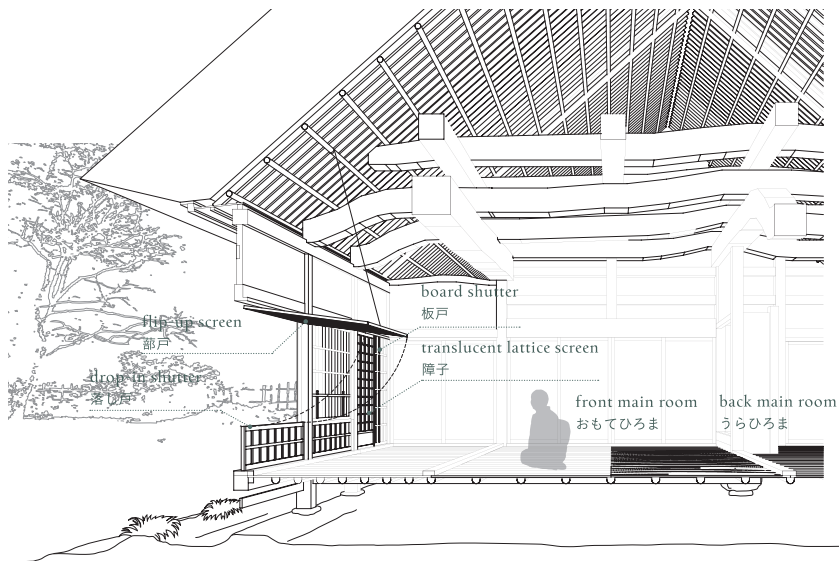 board shutter
板戸
flip-up screen
部戸
translucent lattice screen
障子
drop-in shutter
落し戸
front main room
おもてひろま
back main room
うらひろま